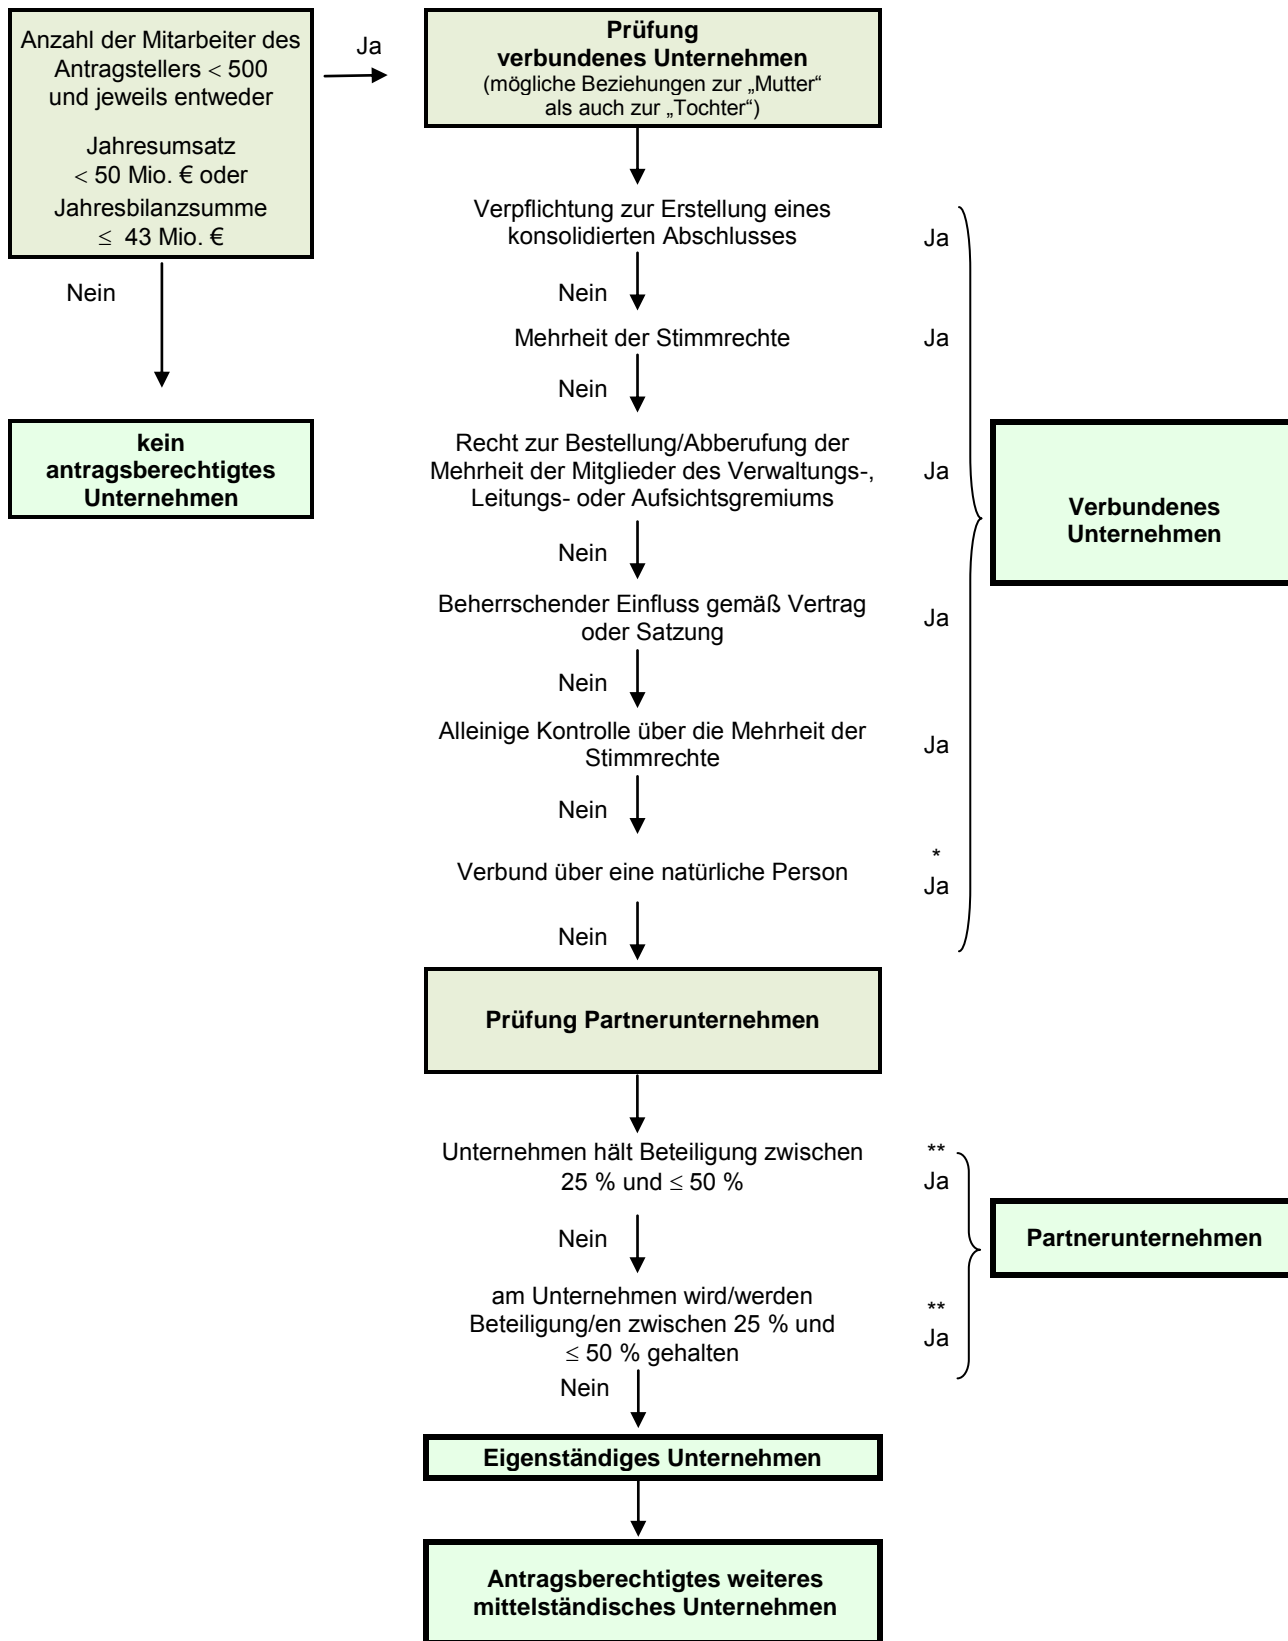 Anzahl der Mitarbeiter des
Antragstellers < 500
und jeweils entweder
Jahresumsatz
< 50 Mio. € oder
Jahresbilanzsumme
≤ 43 Mio. €
Ja
Nein
kein
antragsberechtigtes
Unternehmen
Prüfung
verbundenes Unternehmen
(mögliche Beziehungen zur „Mutter“
als auch zur „Tochter“)
Verpflichtung zur Erstellung eines
konsolidierten Abschlusses
Ja
Nein
Mehrheit der Stimmrechte
Ja
Nein
Recht zur Bestellung/Abberufung der
Mehrheit der Mitglieder des Verwaltungs-,
Leitungs- oder Aufsichtsgremiums
Ja
Nein
Beherrschender Einfluss gemäß Vertrag
oder Satzung
Ja
Nein
Alleinige Kontrolle über die Mehrheit der
Stimmrechte
Ja
Nein
Verbund über eine natürliche Person
*
Ja
Nein
Verbundenes
Unternehmen
Prüfung Partnerunternehmen
Unternehmen hält Beteiligung zwischen
25 % und ≤ 50 %
**
Ja
Nein
am Unternehmen wird/werden
Beteiligung/en zwischen 25 % und
≤ 50 % gehalten
**
Ja
Nein
Partnerunternehmen
Eigenständiges Unternehmen
Antragsberechtigtes weiteres
mittelständisches Unternehmen